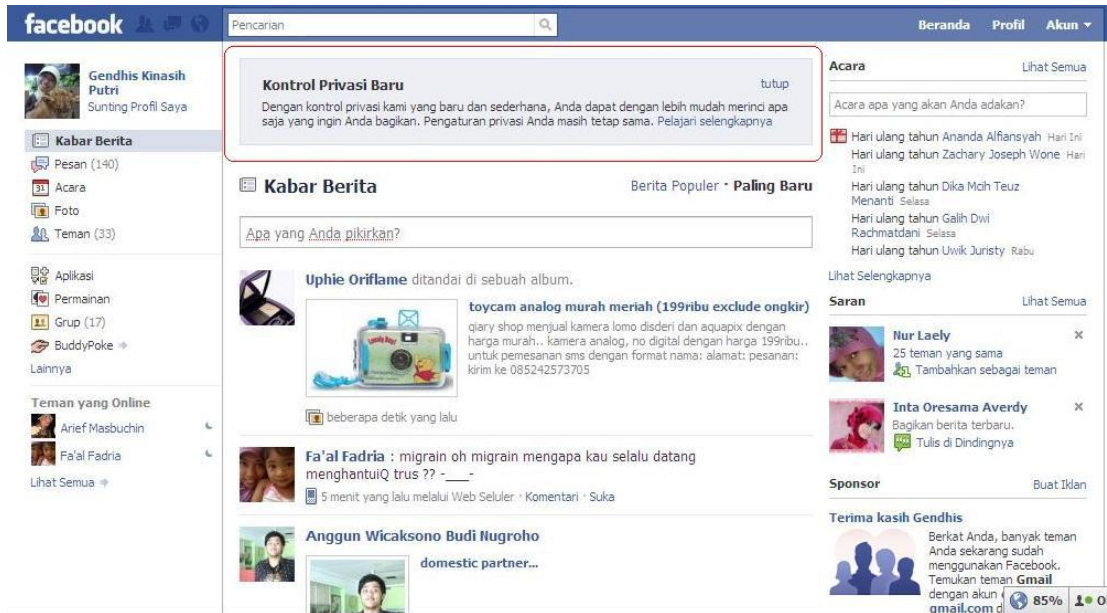 facebook
Pencarian
Beranda Profil Akun
Gendhis Kinasih
Putri
Sunting Profil Saya
Kabar Berita
Pesan (140)
31 Acara
Foto
Teman (33)
Aplikasi
Permainan
Grup (17)
BuddyPoke
Lainnya
Teman yang Online
Arief Masbuchin
Fa'al Fadria
Lihat Semua
Kontrol Privasi Baru tutup
Dengan kontrol privasi kami yang baru dan sederhana, Anda dapat dengan lebih mudah merinci apa
saja yang ingin Anda bagikan. Pengaturan privasi Anda masih tetap sama. Pelajari selengkapnya
Kabar Berita Berita Populer · Paling Baru
Apa yang Anda pikirkan?
Uphie Oriflame ditandai di sebuah album.
toycam analog murah meriah (199ribu exclude ongkir)
qiary shop menjual kamera lomo disderi dan aquapix dengan
harga murah.. kamera analog, no digital dengan harga 199ribu..
untuk pemesanan sms dengan format nama: alamat: pesanan:
kirim ke 085242573705
beberapa detik yang lalu
Fa'al Fadria : migrain oh migrain mengapa kau selalu datang
menghantuiQ trus ?? -___-
5 menit yang lalu melalui Web Seluler · Komentari · Suka
Anggun Wicaksono Budi Nugroho
domestic partner...
Acara Lihat Semua
Acara apa yang akan Anda adakan?
Hari ulang tahun Ananda Alfiansyah Hari Ini
Hari ulang tahun Zachary Joseph Wone Hari
Ini
Hari ulang tahun Dika Mcih Teuz
Menanti Selasa
Hari ulang tahun Galih Dwi
Rachmatdani Selasa
Hari ulang tahun Uwik Juristy Rabu
Lihat Selengkapnya
Saran Lihat Semua
Nur Laely
25 teman yang sama
Tambahkan sebagai teman
Inta Oresama Averdy
Bagikan berita terbaru.
Tulis di Dindingnya
Sponsor Buat Iklan
Terima kasih Gendhis
Berkat Anda, banyak teman
Anda sekarang sudah
menggunakan Facebook.
Temukan teman Gmail
dengan akun
gmail.com
85%